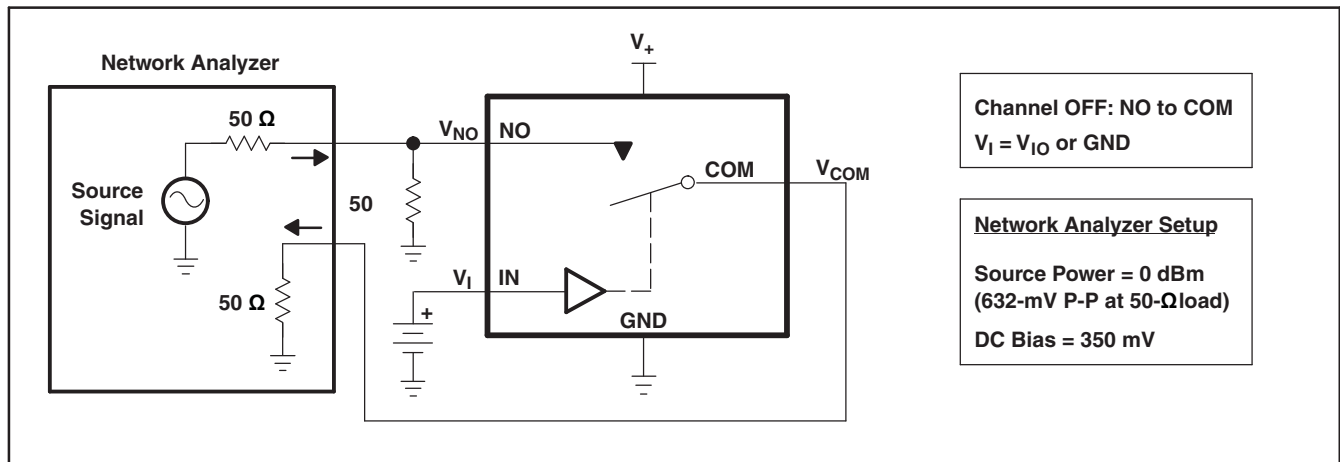 Network Analyzer
50 Ω
Source
Signal
50 Ω
50
V+
VNO
NO
COM
VCOM
VI
IN
+
GND
Channel OFF: NO to COM
VI = VIO or GND
Network Analyzer Setup
Source Power = 0 dBm
(632-mV P-P at 50-Ω load)
DC Bias = 350 mV